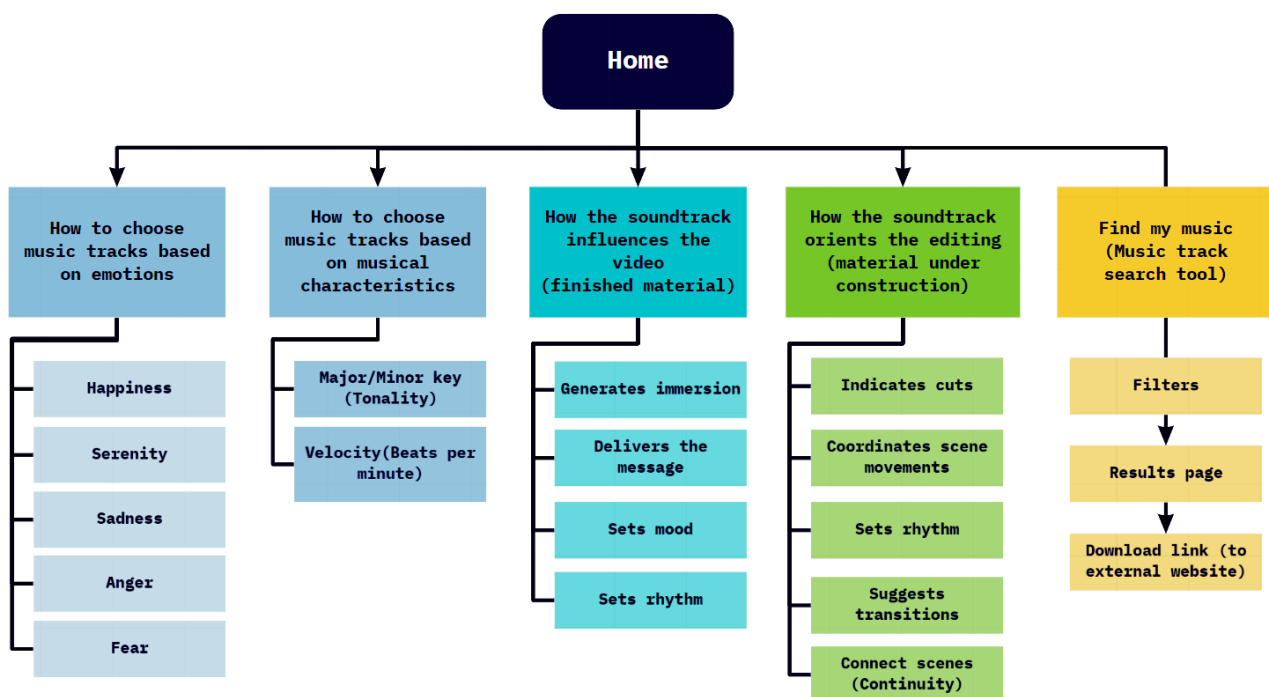 Home
How to choose
music tracks based
on emotions
How to choose
music tracks based
on musical
characteristics
How the soundtrack
influences the
video
(finished material)
How the soundtrack
orients the editing
(material under
construction)
Find my music
(Music track
search tool)
Happiness
Serenity
Sadness
Anger
Fear
Major/Minor key
(Tonality)
Velocity(Beats per
minute)
Generates immersion
Delivers the
message
Sets mood
Sets rhythm
Indicates cuts
Coordinates scene
movements
Sets rhythm
Suggests
transitions
Connect scenes
(Continuity)
Filters
Results page
Download link (to
external website)